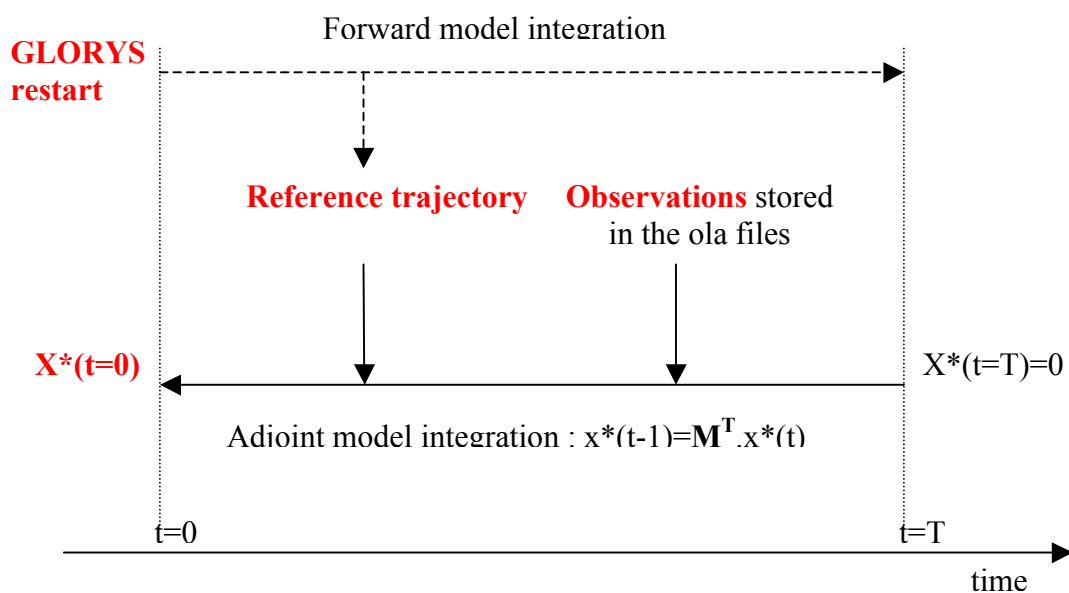 Forward model integration
GLORYS
restart
Reference trajectory
Observations stored
in the ola files
X*(t=0)
X*(t=T)=0
Adjoint model integration : x*(t-1)=M^T.x*(t)
t=0
t=T
time